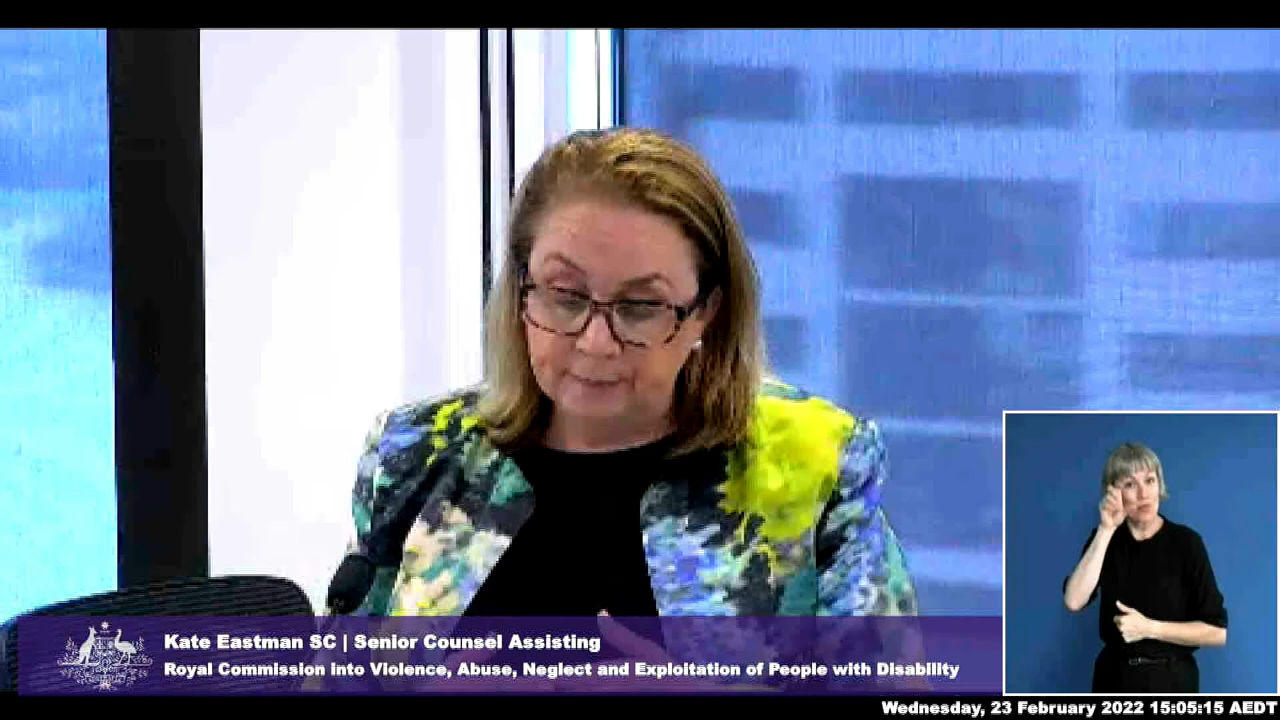 Kate Eastman SC | Senior Counsel Assisting
Royal Commission into Violence, Abuse, Neglect and Exploitation of People with Disability
Wednesday, 23 February 2022 15:05:15 AEDT